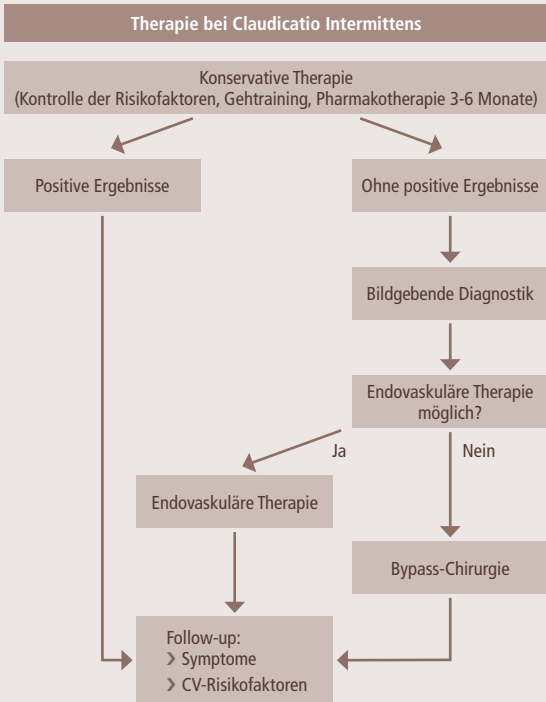 Therapie bei Claudicatio Intermittens
Konservative Therapie
(Kontrolle der Risikofaktoren, Gehtraining, Pharmakotherapie 3-6 Monate)
Positive Ergebnisse
Ohne positive Ergebnisse
Bildgebende Diagnostik
Endovaskuläre Therapie
möglich?
Ja
Nein
Endovaskuläre Therapie
Bypass-Chirurgie
Follow-up:
❯ Symptome
❯ CV-Risikofaktoren